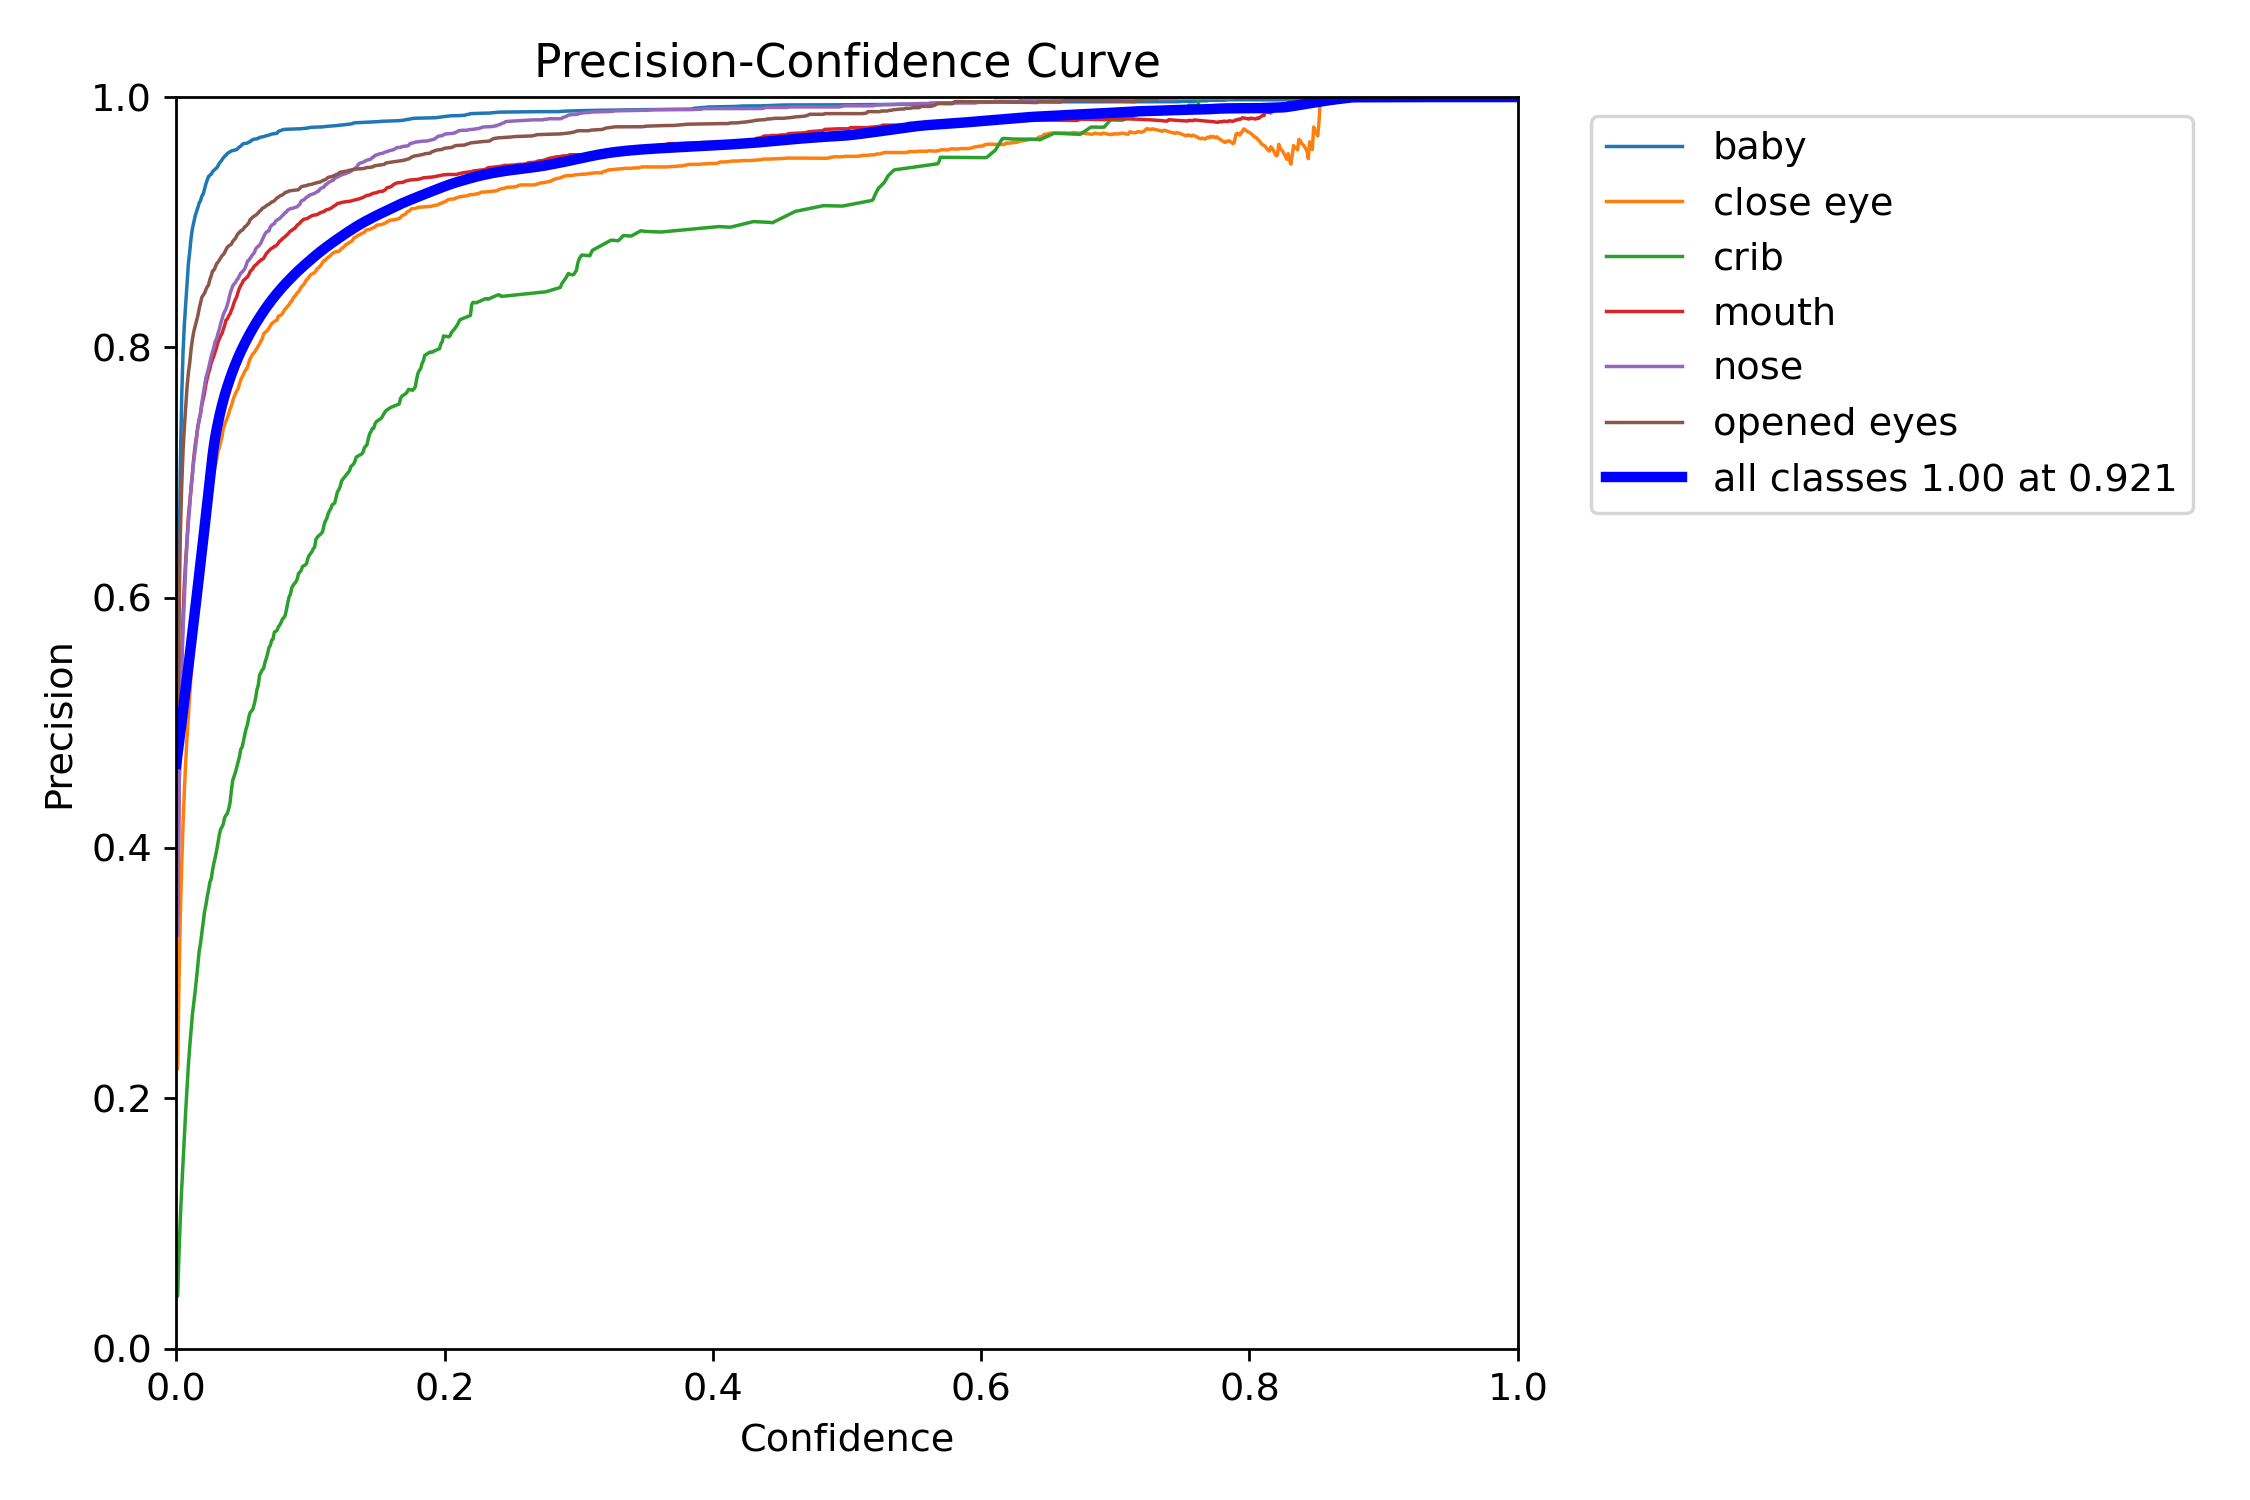 Precision-Confidence Curve
1.0
0.8
0.6
0.4
0.2
0.0
Precision
0.0 0.2 0.4 0.6 0.8 1.0
Confidence
baby
close eye
crib
mouth
nose
opened eyes
all classes 1.00 at 0.921